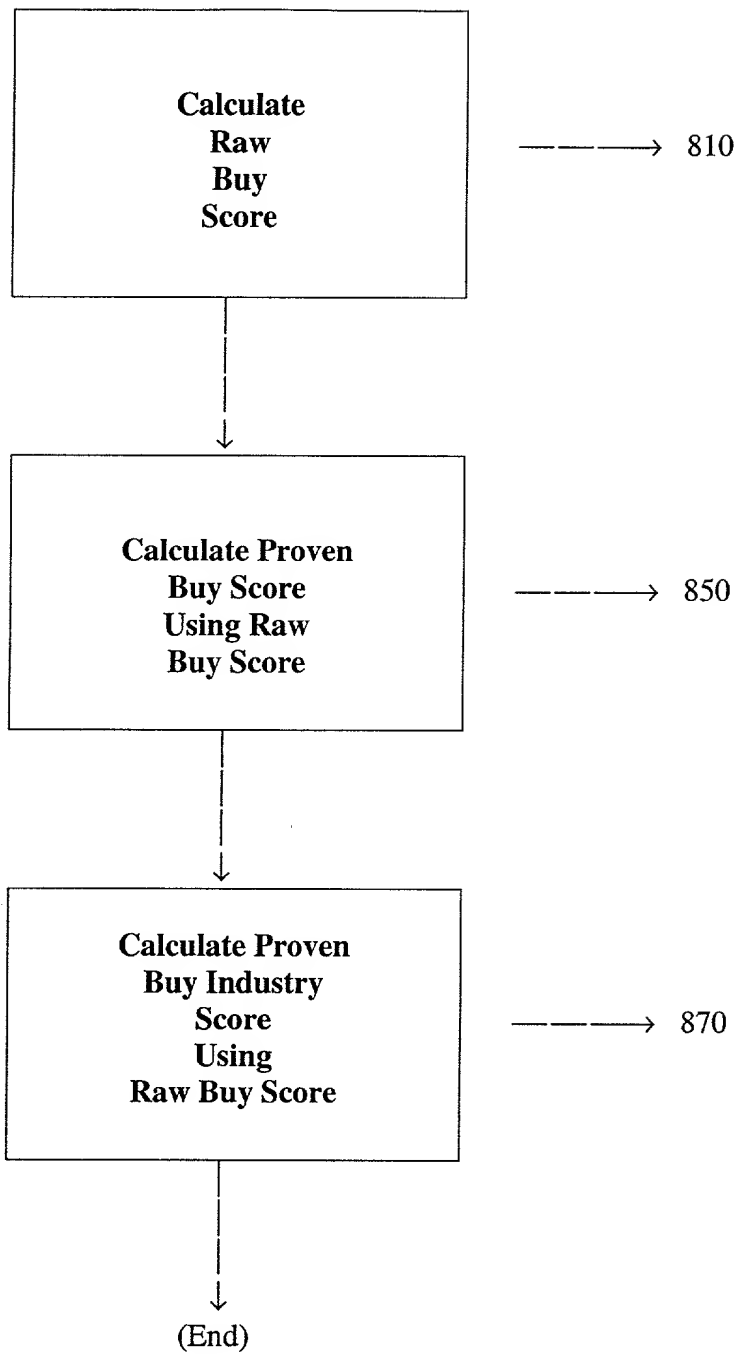 Calculate
Raw
Buy
Score
810
Calculate Proven
Buy Score
Using Raw
Buy Score
850
Calculate Proven
Buy Industry
Score
Using
Raw Buy Score
870
(End)